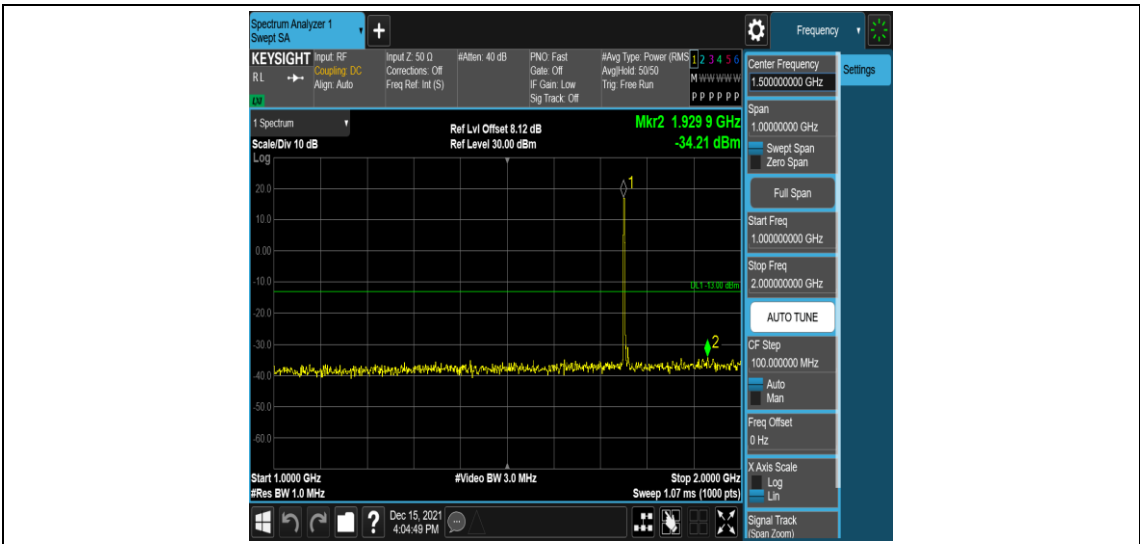 Spectrum Analyzer 1
Swept SA
+
Frequency
KEYSIGHT
RL
LXI
Input: RF
Coupling: DC
Align: Auto
Input Z: 50 Ω
Corrections: Off
Freq Ref: Int (S)
#Atten: 40 dB
PNO: Fast
Gate: Off
IF Gain: Low
Sig Track: Off
#Avg Type: Power (RMS
Avg|Hold: 50/50
Trig: Free Run
1 2 3 4 5 6
M W W W W W
P P P P P P
1 Spectrum
Scale/Div 10 dB
Log
Ref Lvl Offset 8.12 dB
Ref Level 30.00 dBm
Mkr2 1.929 9 GHz
-34.21 dBm
1
20.0
10.0
0.00
-10.0
DL1 -13.00 dBm
-20.0
-30.0
2
-40.0
-50.0
-60.0
Start 1.0000 GHz
#Res BW 1.0 MHz
#Video BW 3.0 MHz
Stop 2.0000 GHz
Sweep 1.07 ms (1000 pts)
?
Dec 15, 2021
4:04:49 PM
Center Frequency
1.500000000 GHz
Settings
Span
1.00000000 GHz
Swept Span
Zero Span
Full Span
Start Freq
1.000000000 GHz
Stop Freq
2.000000000 GHz
AUTO TUNE
CF Step
100.000000 MHz
Auto
Man
Freq Offset
0 Hz
X Axis Scale
Log
Lin
Signal Track
(Span Zoom)